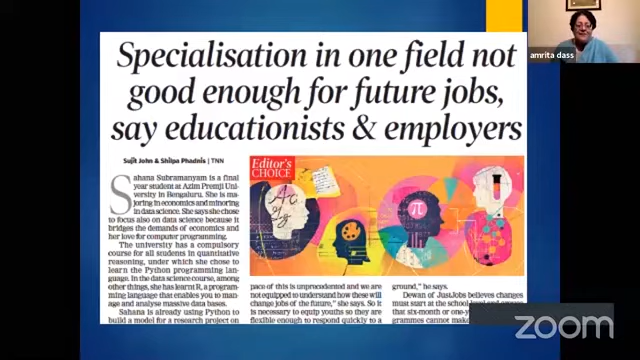 Specialisation in one field not
good enough for future jobs,
say educationists & employers
Sujit John & Shilpa Phadnis | TNN
Editor's
CHOICE
Sahana Subramanyam is a final
year student at Azim Premji Uni-
versity in Bengaluru. She is ma-
joring in economics and minoring
in data science. She says she chose
to focus also on data science because it
bridges the demands of economics and
her love for computer programming.
The university has a compulsory
course for all students in quantitative
reasoning, under which she chose to
learn the Python programming lan-
guage. In the data science course, among
other things, she has learnt R, a program-
ming language that enables you to man-
age and analyse massive data bases.
Sahana is already using Python to
build a model for a research project on
pace of this is unprecedented and we are
not equipped to understand how these will
change jobs of the future," she says. So it
is necessary to equip youths so they are
flexible enough to respond quickly to a
ground," he says.
Dewan of JustJobs believes changes
must start at the school
that six-month or one-y
grammes cannot make
amrita dass
zoom